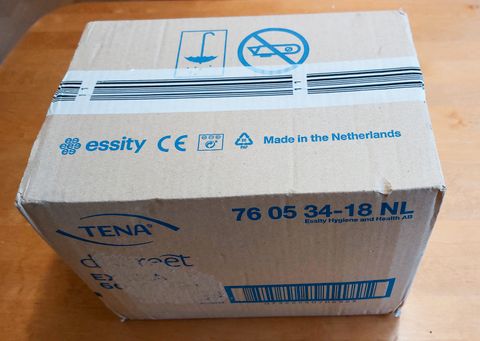 essity CE Made in the Netherlands
TENA
76 05 34-18 NL
Essity Hygiene and Health AB